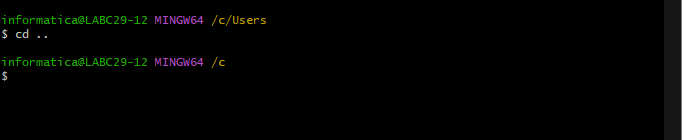 informatica@LABC29-12 MINGW64 /c/Users
$ cd ..
informatica@LABC29-12 MINGW64 /c
$